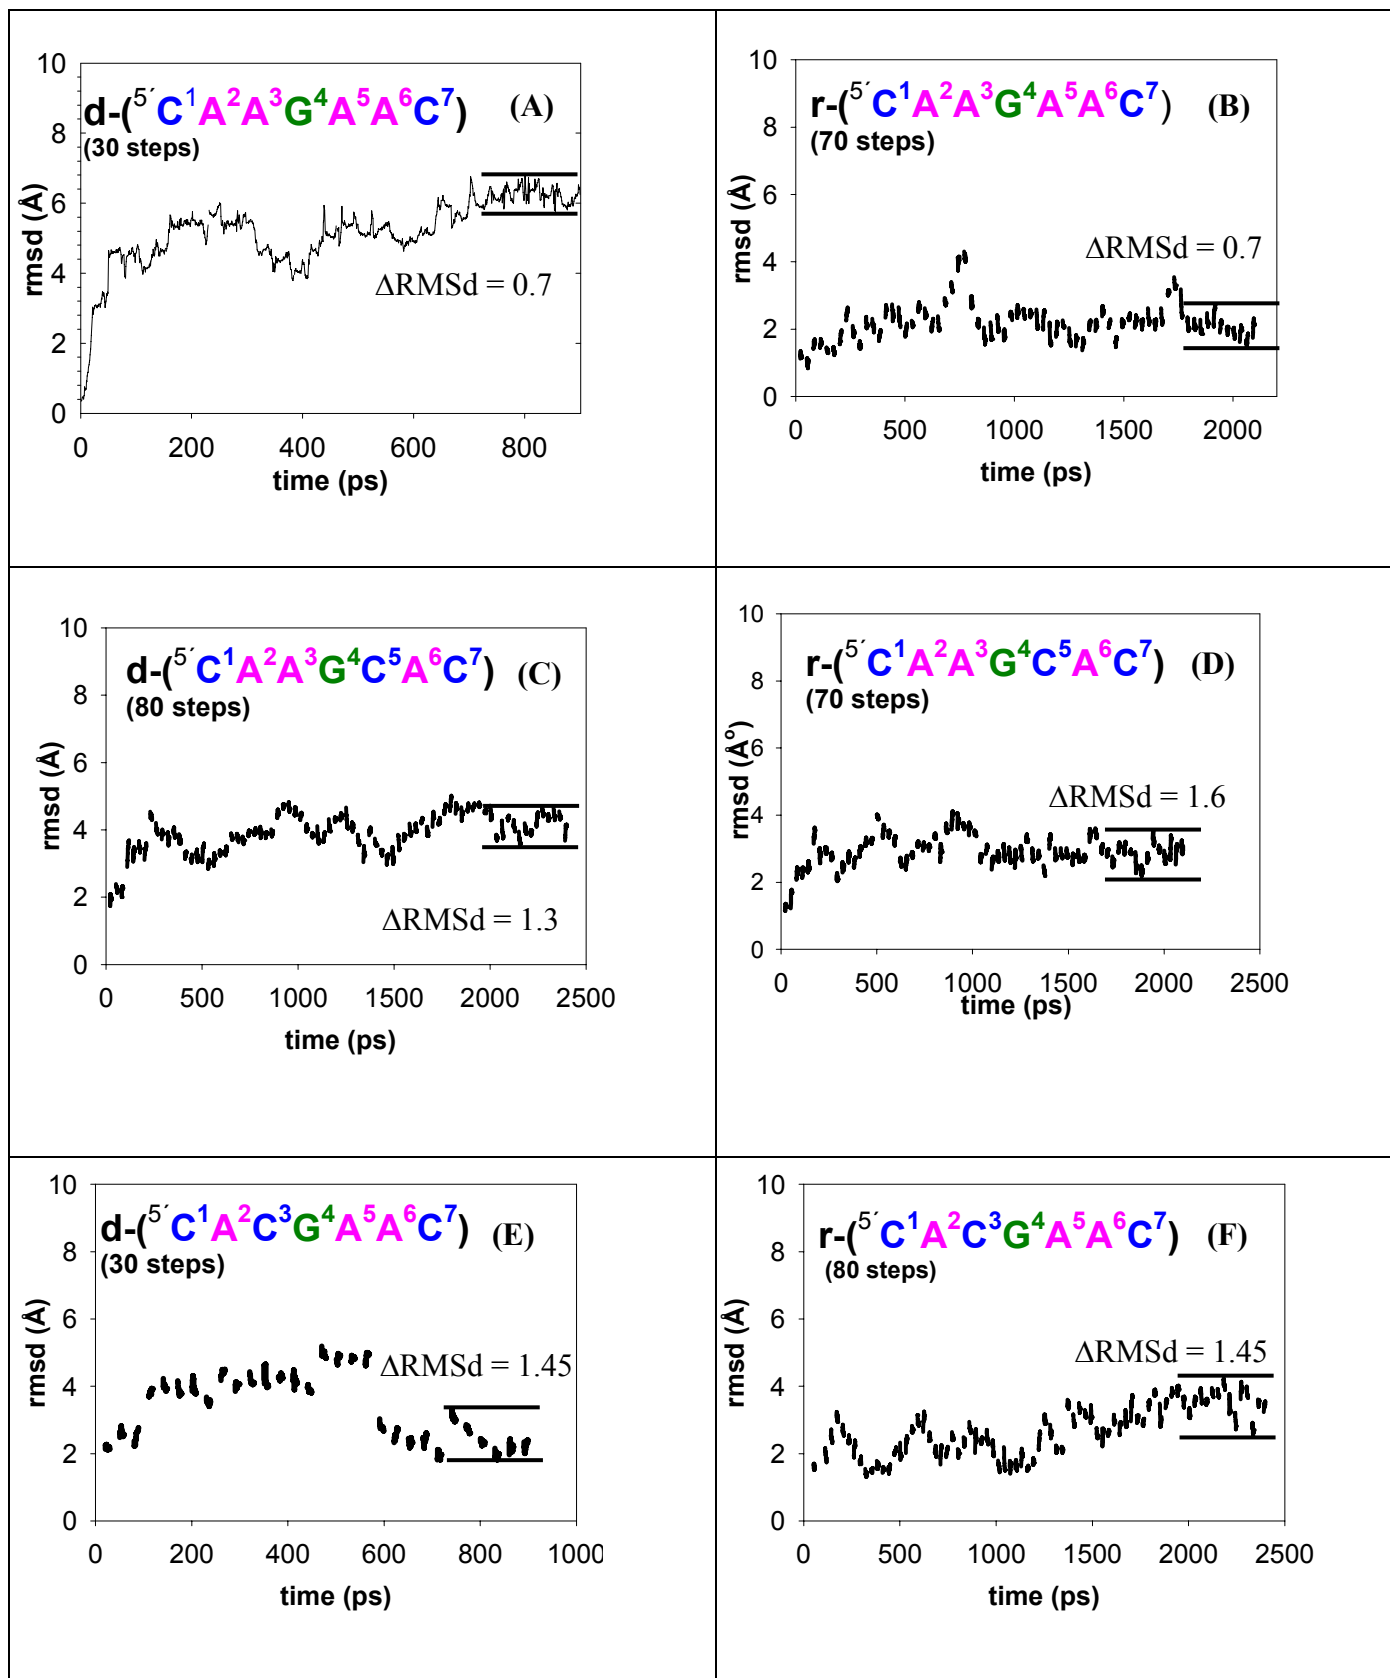 d-(5´C1A2A3G4A5A6C7) (A)
(30 steps)
rmsd (Å)
10
8
6
4
2
0
ΔRMSd = 0.7
0 200 400 600 800
time (ps)
r-(5´C1A2A3G4A5A6C7) (B)
(70 steps)
rmsd (Å)
10
8
6
4
2
0
ΔRMSd = 0.7
0 500 1000 1500 2000
time (ps)
d-(5´C1A2A3G4C5A6C7) (C)
(80 steps)
rmsd (Å)
10
8
6
4
2
0
ΔRMSd = 1.3
0 500 1000 1500 2000 2500
time (ps)
r-(5´C1A2A3G4C5A6C7) (D)
(70 steps)
rmsd (Åº)
10
8
6
4
2
0
ΔRMSd = 1.6
0 500 1000 1500 2000 2500
time (ps)
d-(5´C1A2C3G4A5A6C7) (E)
(30 steps)
rmsd (Å)
10
8
6
4
2
0
ΔRMSd = 1.45
0 200 400 600 800 1000
time (ps)
r-(5´C1A2C3G4A5A6C7) (F)
(80 steps)
rmsd (Å)
10
8
6
4
2
0
ΔRMSd = 1.45
0 500 1000 1500 2000 2500
time (ps)